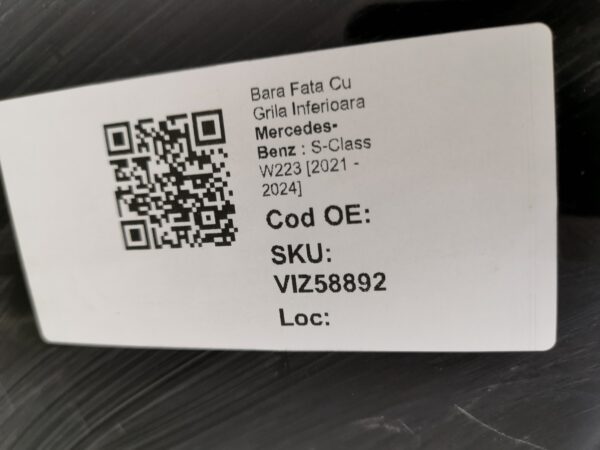 Bara Fata Cu
Grila Inferioara
Mercedes-
Benz : S-Class
W223 [2021 -
2024]
Cod OE:
SKU:
VIZ58892
Loc: